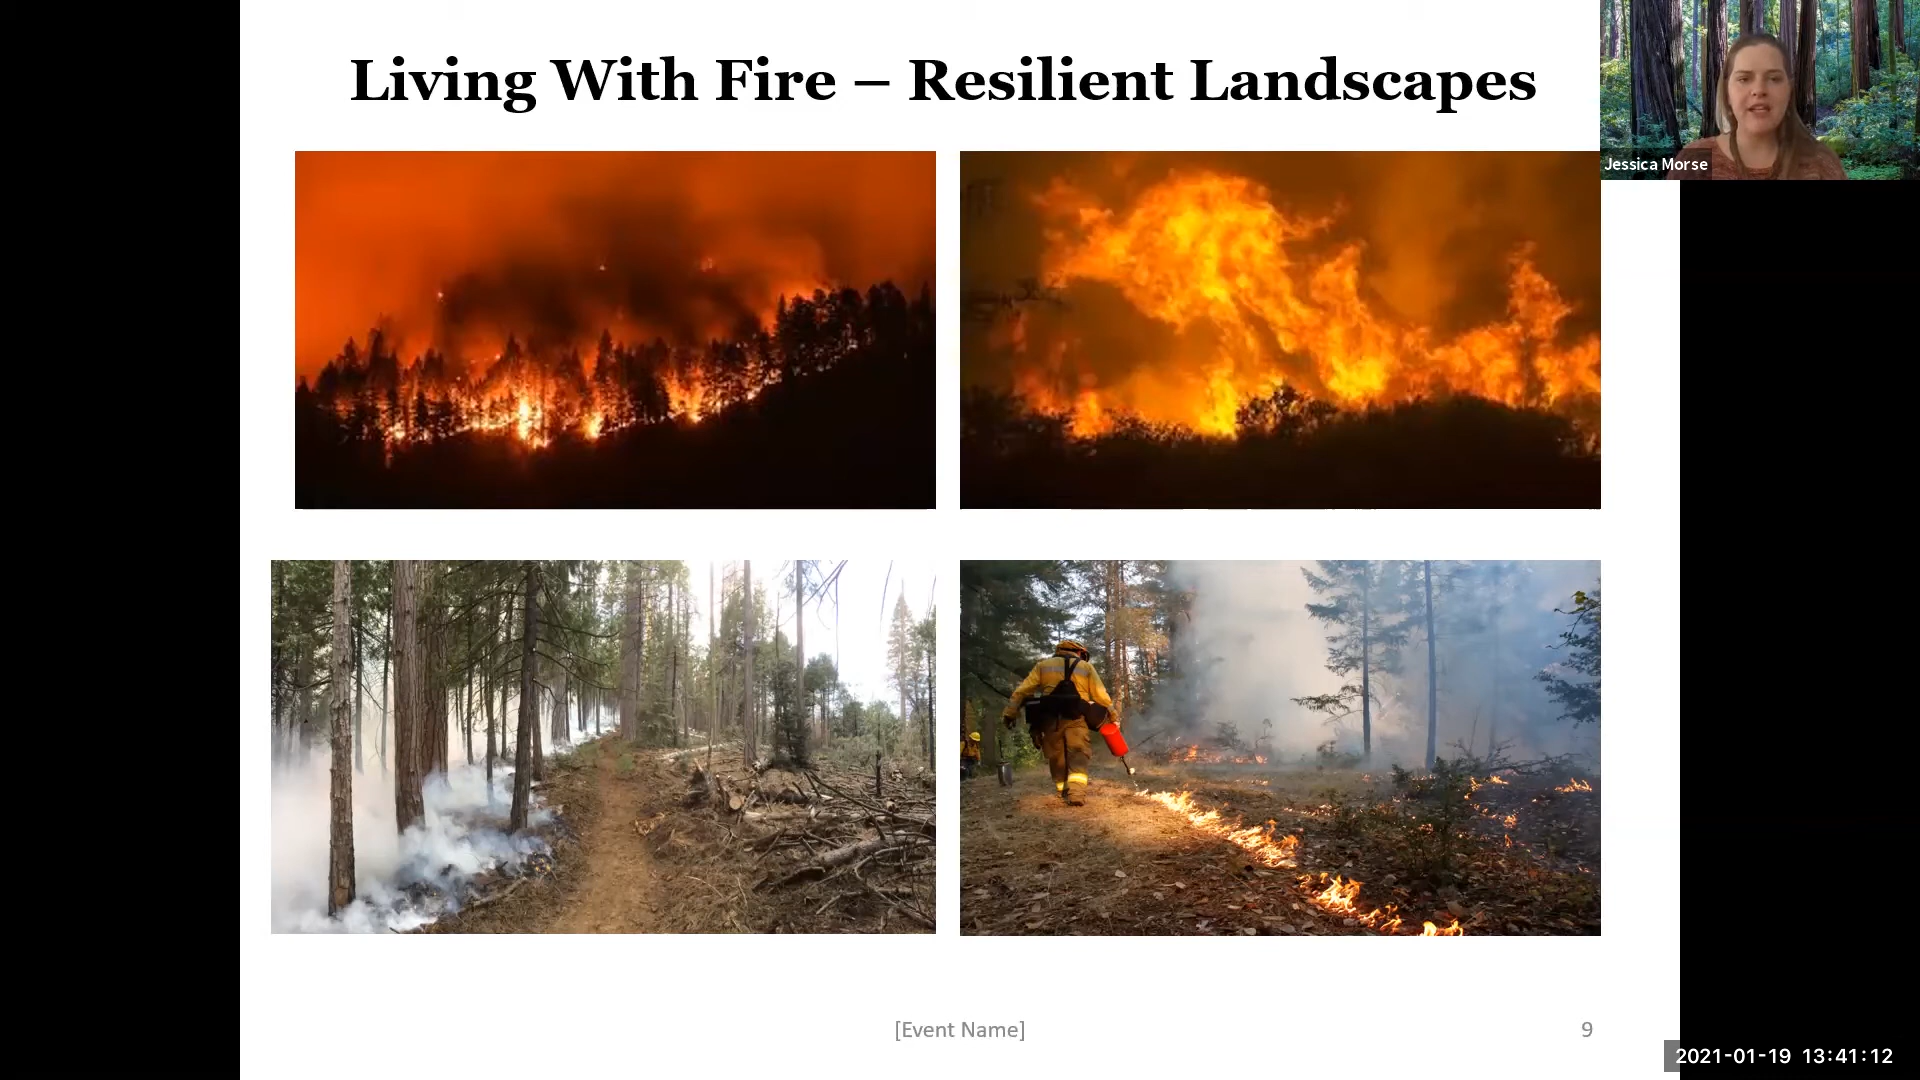 Living With Fire – Resilient Landscapes
Jessica Morse
[Event Name]
9
2021-01-19 13:41:12